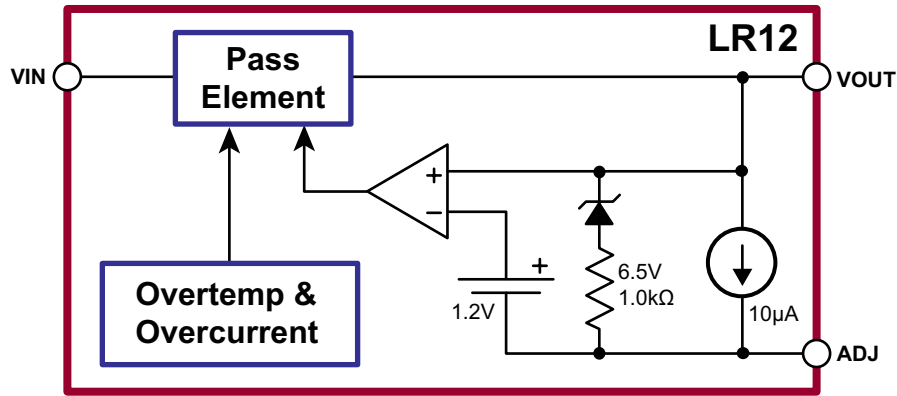 LR12
VIN
Pass
Element
VOUT
+
−
+
1.2V
6.5V
1.0kΩ
10µA
Overtemp &
Overcurrent
ADJ